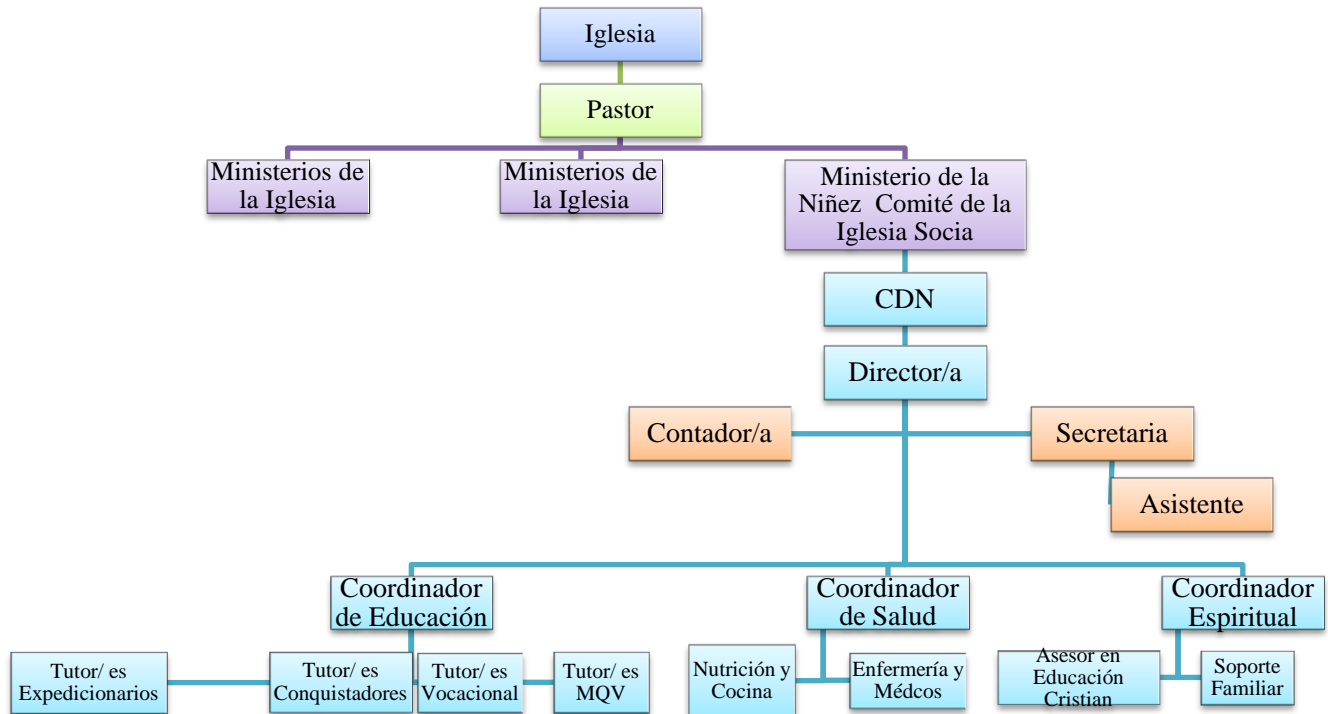 Iglesia
Pastor
Ministerios de
la Iglesia
Ministerios de
la Iglesia
Ministerio de la
Niñez Comité de la
Iglesia Socia
CDN
Director/a
Contador/a
Secretaria
Asistente
Coordinador
de Educación
Coordinador
de Salud
Coordinador
Espiritual
Tutor/ es
Expedicionarios
Tutor/ es
Conquistadores
Tutor/ es
Vocacional
Tutor/ es
MQV
Nutrición y
Cocina
Enfermería y
Médcos
Asesor en
Educación
Cristian
Soporte
Familiar